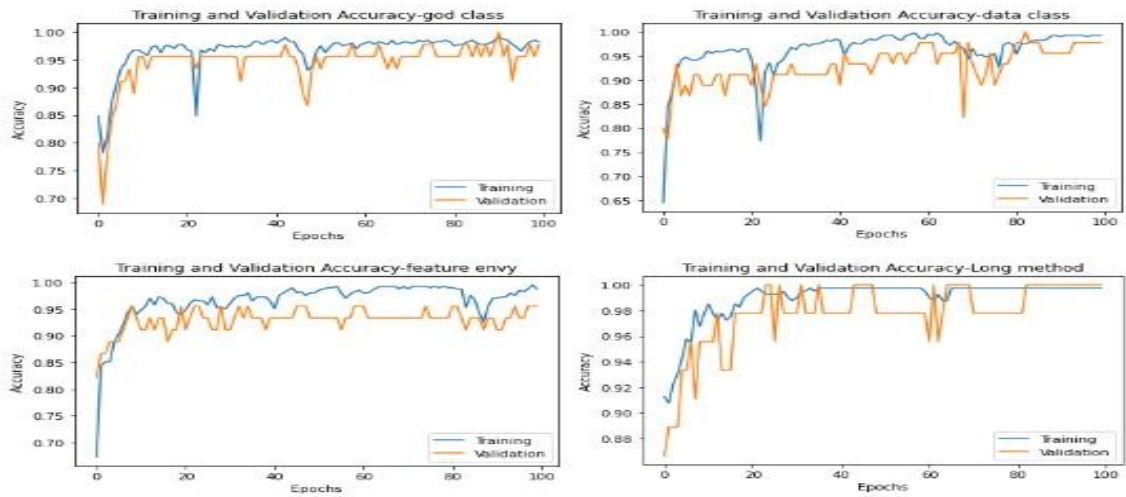 Training and Validation Accuracy-god class
1.00
0.95
0.90
0.85
0.80
0.75
0.70
Accuracy
Training
Validation
0
20
40
60
80
100
Epochs
Training and Validation Accuracy-data class
1.00
0.95
0.90
0.85
0.80
0.75
0.70
0.65
Accuracy
Training
Validation
0
20
40
60
80
100
Epochs
Training and Validation Accuracy-feature envy
1.00
0.95
0.90
0.85
0.80
0.75
0.70
Accuracy
Training
Validation
0
20
40
60
80
100
Epochs
Training and Validation Accuracy-Long method
1.00
0.98
0.96
0.94
0.92
0.90
0.88
Accuracy
Training
Validation
0
20
40
60
80
100
Epochs